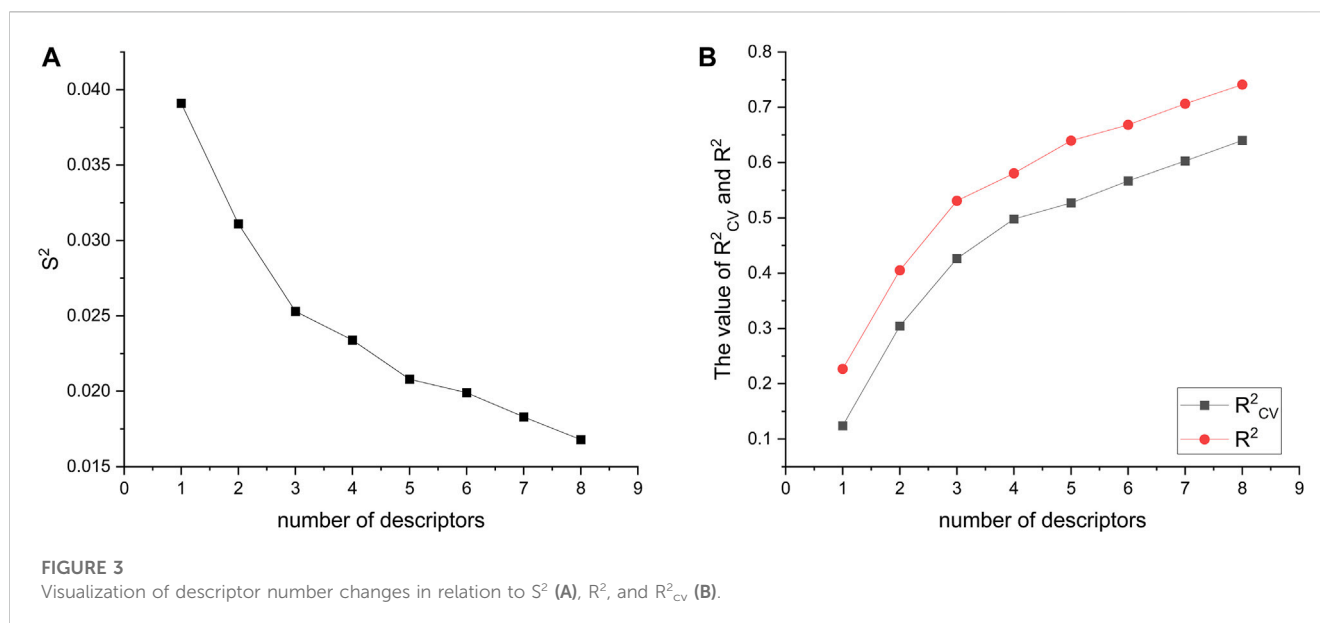 A
0.040
0.035
0.030
0.025
0.020
0.015
S²
0 1 2 3 4 5 6 7 8 9
number of descriptors
B
0.8
0.7
0.6
0.5
0.4
0.3
0.2
0.1
The value of R²CV and R²
R²CV
R²
0 1 2 3 4 5 6 7 8 9
number of descriptors
FIGURE 3
Visualization of descriptor number changes in relation to S² (A), R², and R²cv (B).